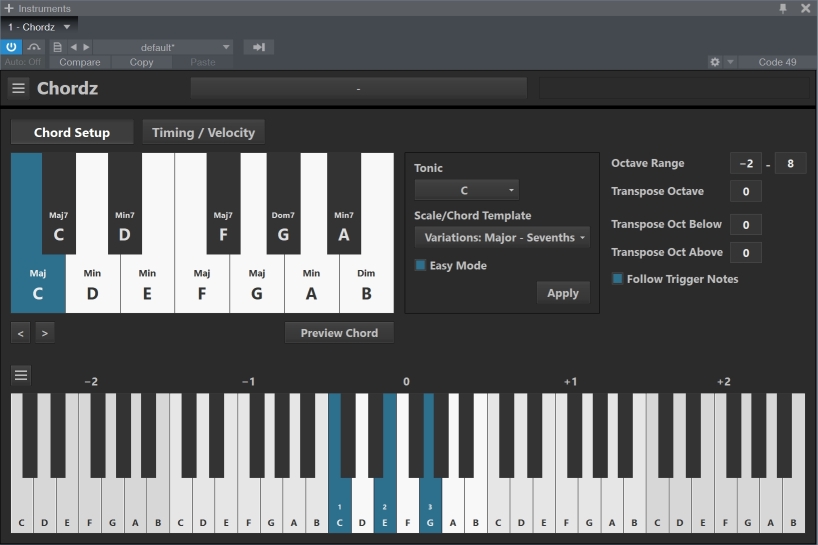 Instruments
1 - Chordz
default*
Auto: Off Compare Copy Paste
Code 49
Chordz
-
Chord Setup Timing / Velocity
Maj7 Min7 Maj7 Dom7 Min7
C D F G A
Maj Min Min Maj Maj Min Dim
C D E F G A B
< >
Preview Chord
Tonic
C
Scale/Chord Template
Variations: Major - Sevenths
Easy Mode
Apply
Octave Range −2 - 8
Transpose Octave 0
Transpose Oct Below 0
Transpose Oct Above 0
Follow Trigger Notes
−2 −1 0 +1 +2
1 2 3
C D E F G A B C D E F G A B C D E F G A B C D E F G A B C D E F G A B